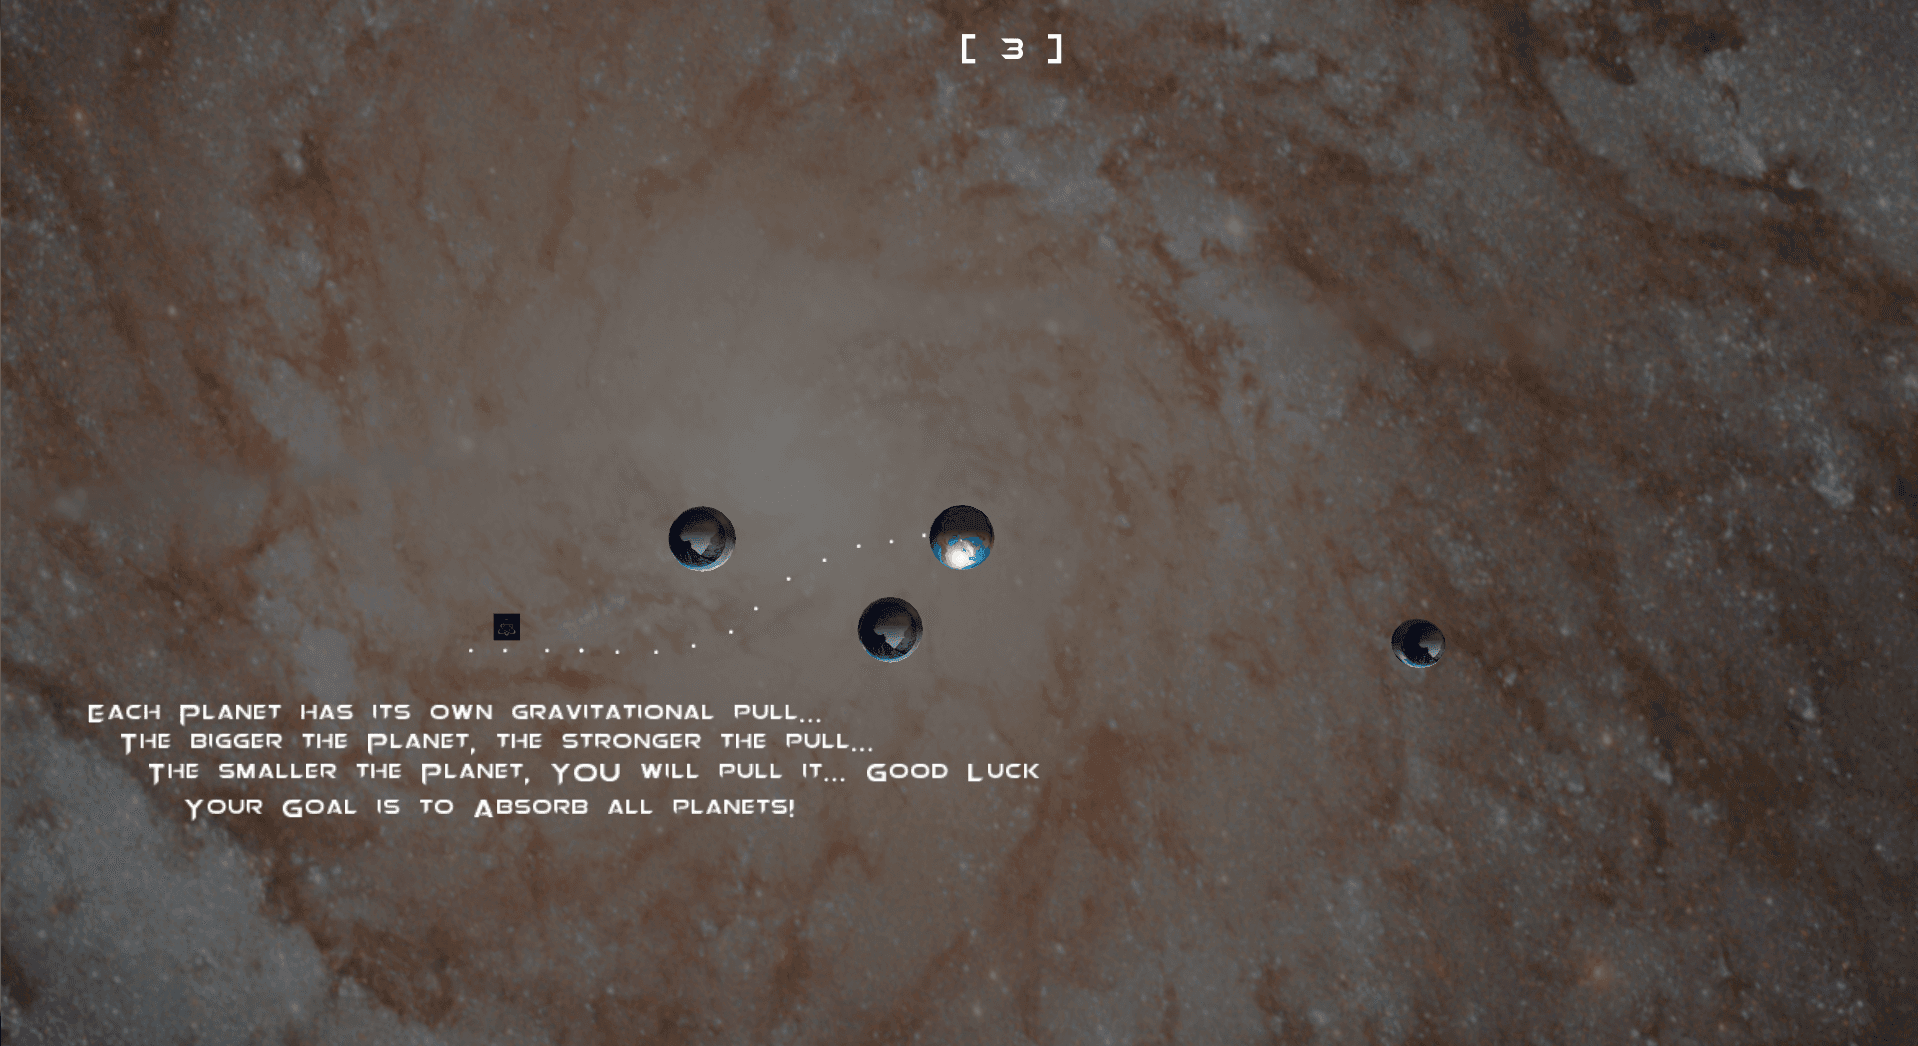 [ 3 ]
Each Planet has its own gravitational pull...
The bigger the Planet, the stronger the pull...
The smaller the Planet, YOU will pull it... Good Luck
Your Goal is to Absorb all planets!